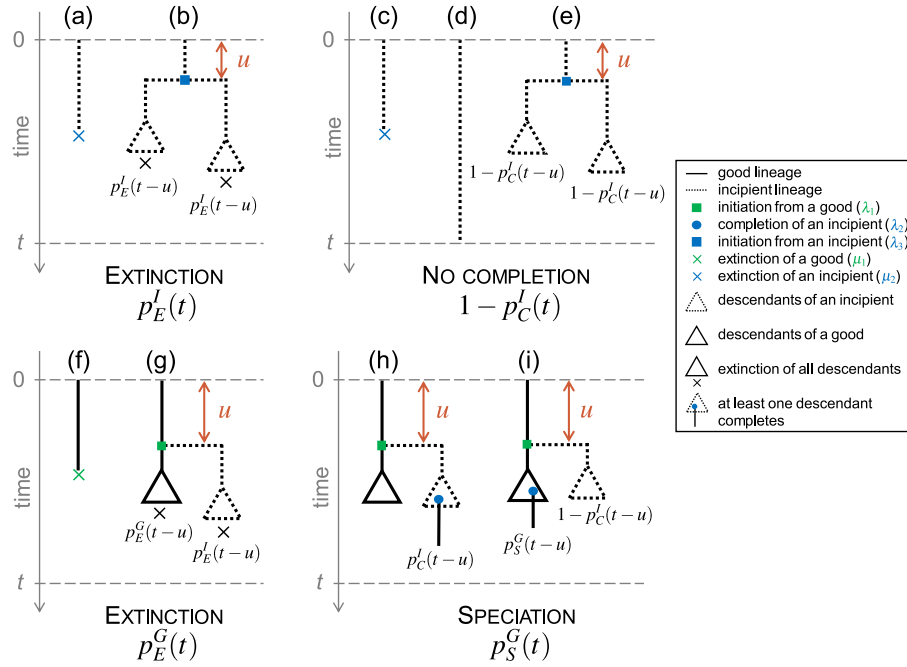 (a) (b) (c) (d) (e)
0
u
u
time
p_E^I(t−u)
p_E^I(t−u)
1−p_C^I(t−u)
1−p_C^I(t−u)
t
EXTINCTION
p_E^I(t)
NO COMPLETION
1−p_C^I(t)
(f) (g) (h) (i)
0
u
u
u
time
p_E^G(t−u)
p_E^I(t−u)
p_C^I(t−u)
p_S^G(t−u)
1−p_C^I(t−u)
t
EXTINCTION
p_E^G(t)
SPECIATION
p_S^G(t)
good lineage
incipient lineage
initiation from a good (λ₁)
completion of an incipient (λ₂)
initiation from an incipient (λ₃)
extinction of a good (μ₁)
extinction of an incipient (μ₂)
descendants of an incipient
descendants of a good
extinction of all descendants
at least one descendant
completes